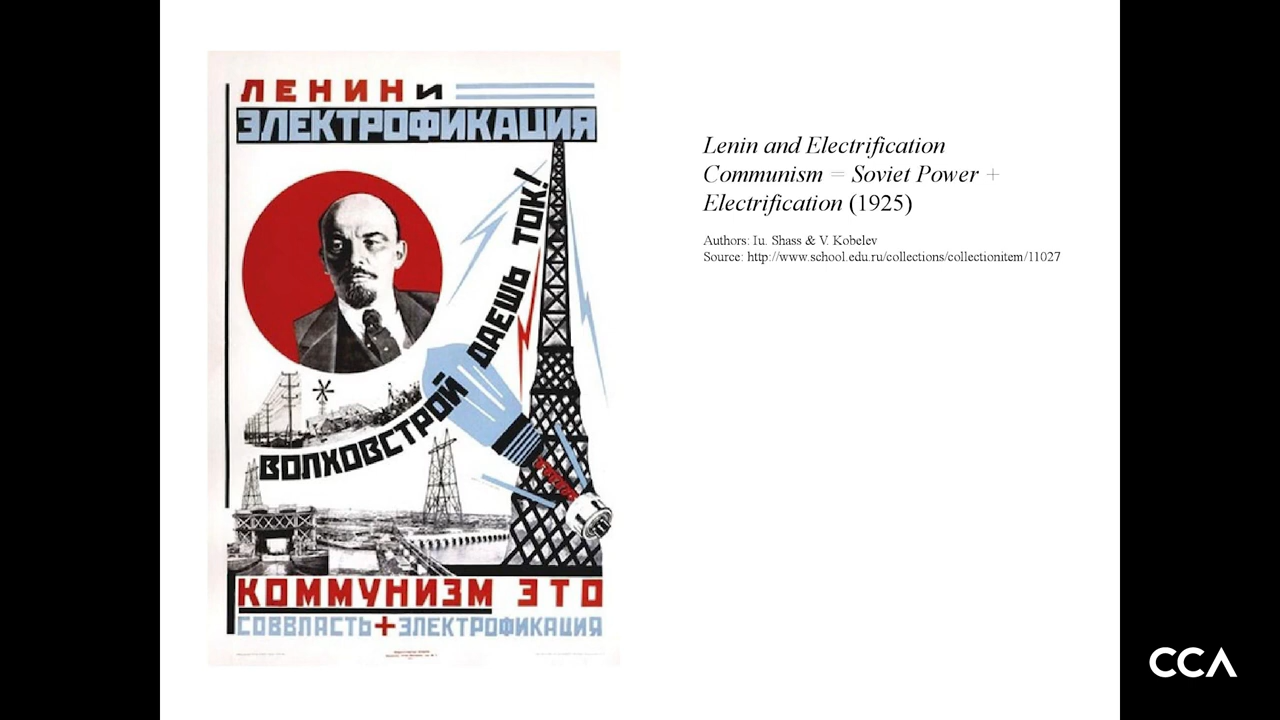 ЛЕНИН и
ЭЛЕКТРОФИКАЦИЯ
ВОЛХОВСТРОЙ ДАЕШЬ ТОК!
КОММУНИЗМ ЭТО
СОВВЛАСТЬ+ЭЛЕКТРОФИКАЦИЯ
Lenin and Electrification
Communism = Soviet Power +
Electrification (1925)
Authors: Iu. Shass & V. Kobelev
Source: http://www.school.edu.ru/collections/collectionitem/11027
CCA